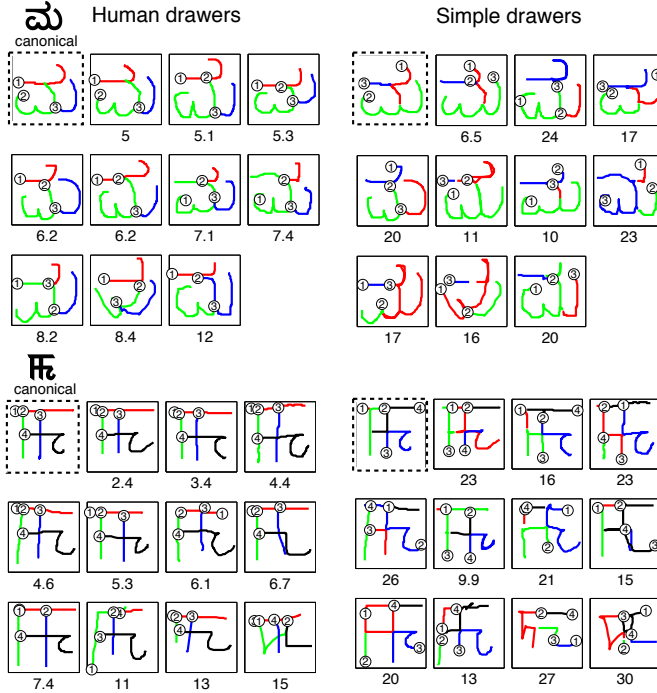 ಮ Human drawers Simple drawers
canonical
5 5.1 5.3 6.5 24 17
6.2 6.2 7.1 7.4 20 11 10 23
8.2 8.4 12 17 16 20
canonical
2.4 3.4 4.4 23 16 23
4.6 5.3 6.1 6.7 26 9.9 21 15
7.4 11 13 15 20 13 27 30